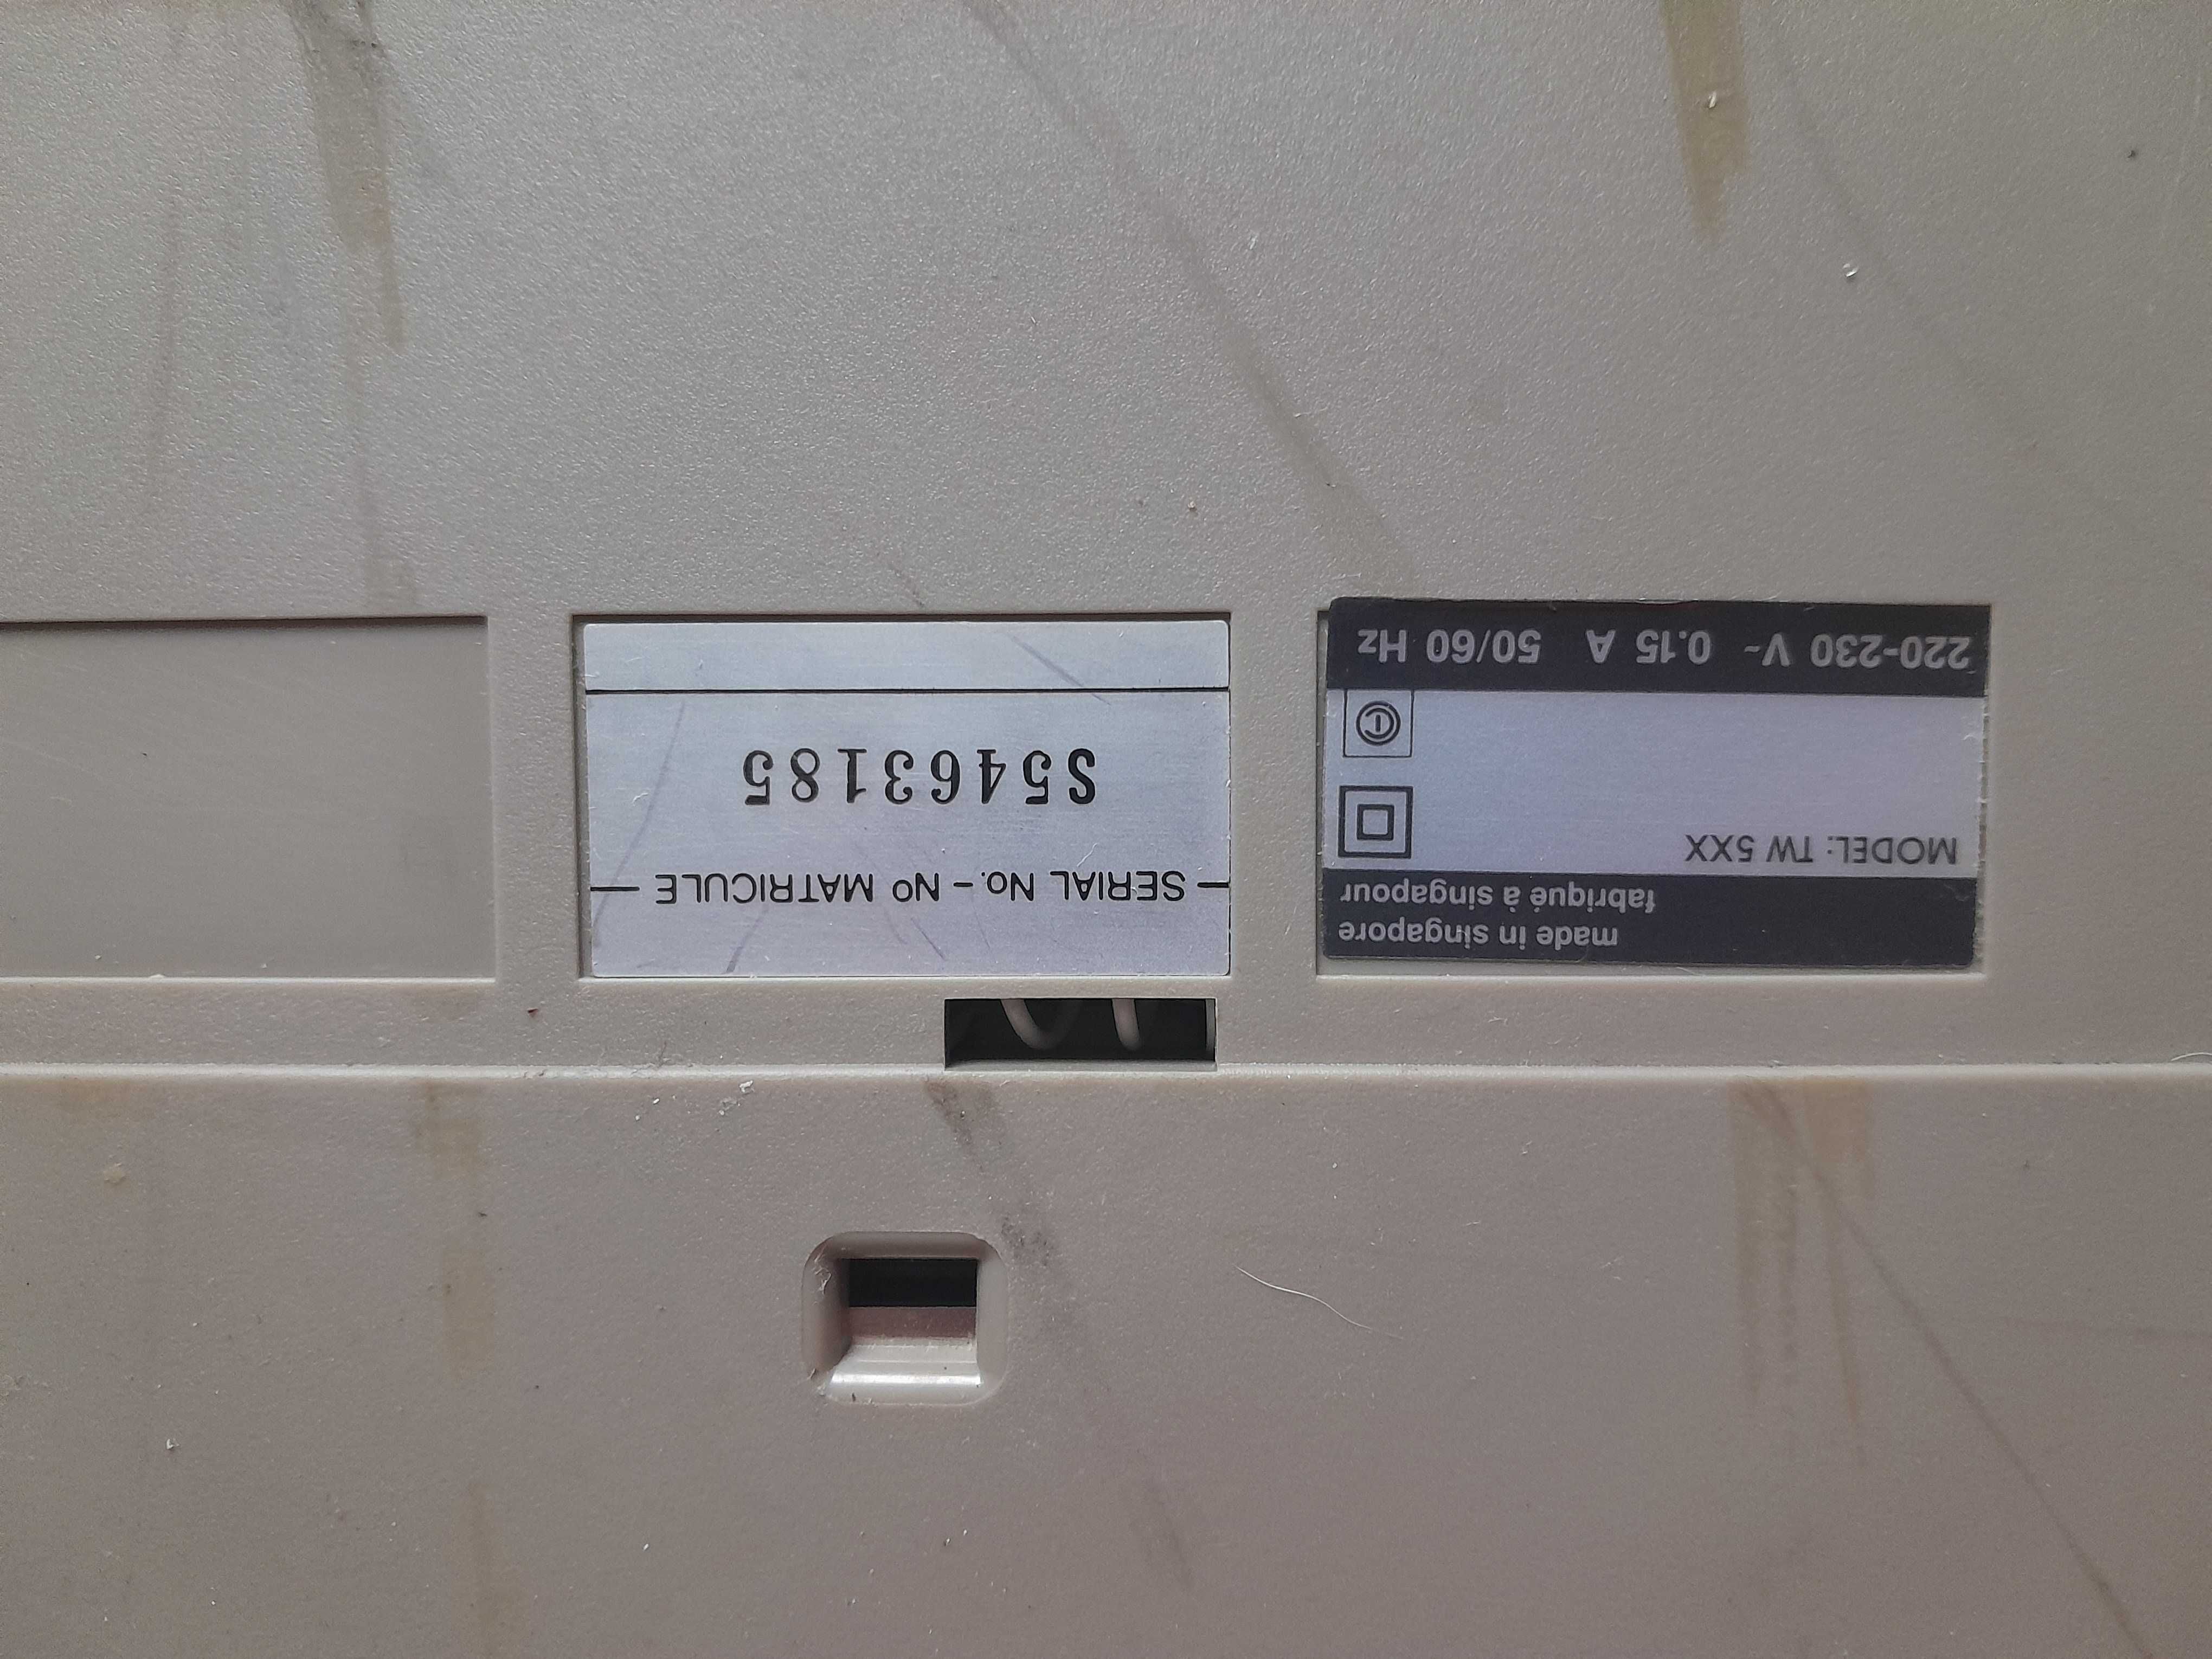 made in singapore
fabriqué à singapour
MODEL: TW 5XX
220-230 V~ 0.15 A 50/60 Hz
SERIAL No. - Nº MATRICULE
S5463185